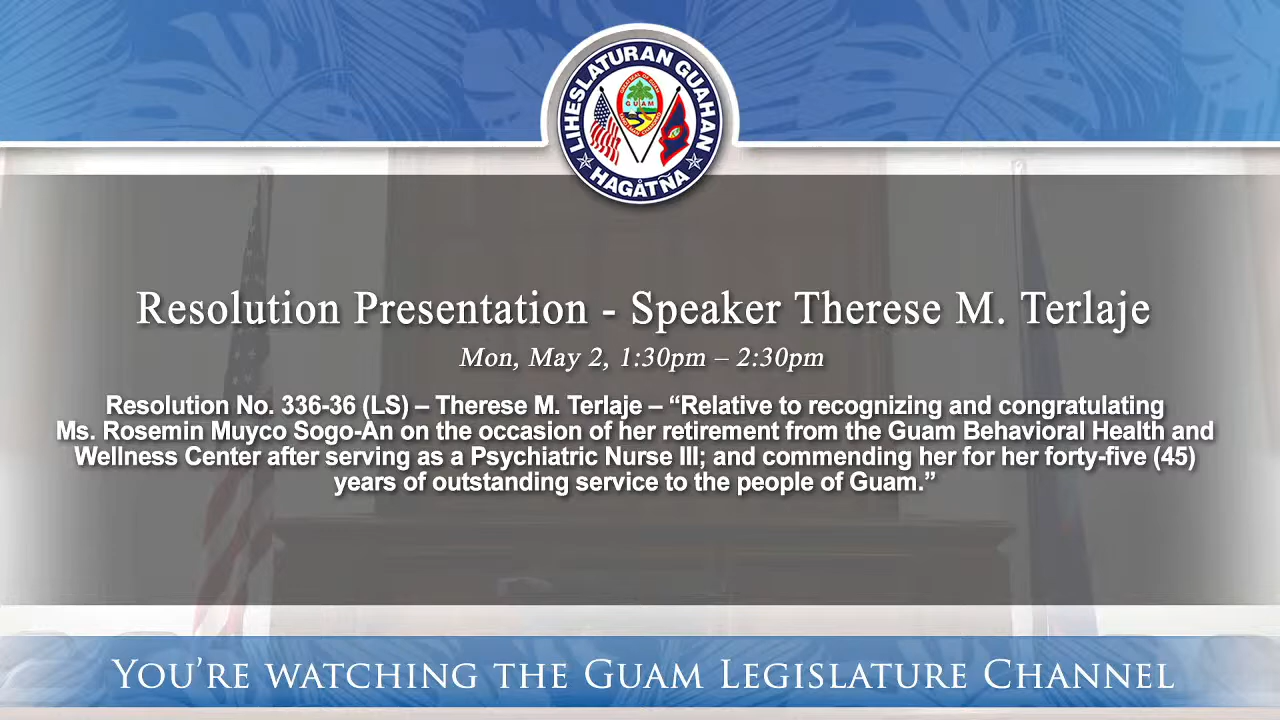 LIHESLATURAN GUAHAN
GUAM
HAGÅTÑA
Resolution Presentation - Speaker Therese M. Terlaje
Mon, May 2, 1:30pm – 2:30pm
Resolution No. 336-36 (LS) – Therese M. Terlaje – “Relative to recognizing and congratulating
Ms. Rosemin Muyco Sogo-An on the occasion of her retirement from the Guam Behavioral Health and
Wellness Center after serving as a Psychiatric Nurse III; and commending her for her forty-five (45)
years of outstanding service to the people of Guam.”
You’re watching the Guam Legislature Channel